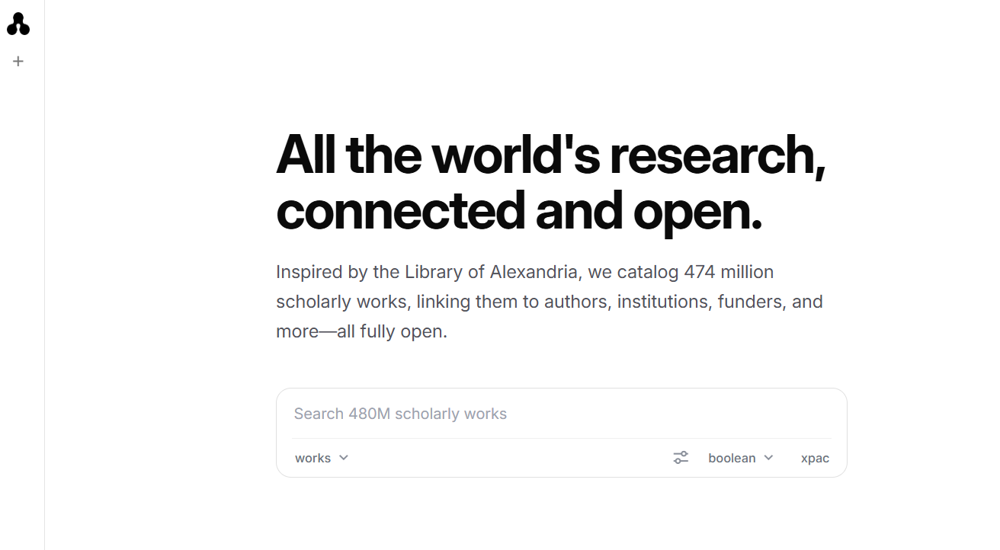 All the world's research,
connected and open.
Inspired by the Library of Alexandria, we catalog 474 million
scholarly works, linking them to authors, institutions, funders, and
more—all fully open.
Search 480M scholarly works
works boolean xpac